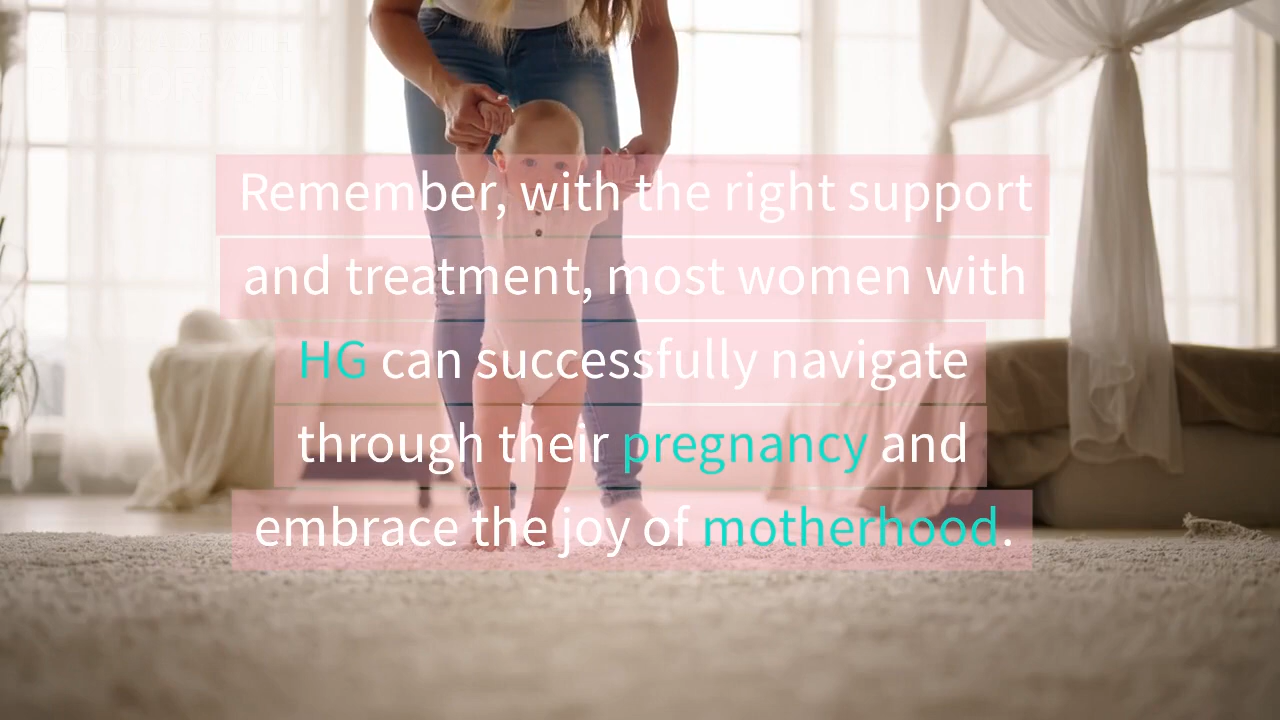 Remember, with the right support
and treatment, most women with
HG can successfully navigate
through their pregnancy and
embrace the joy of motherhood.